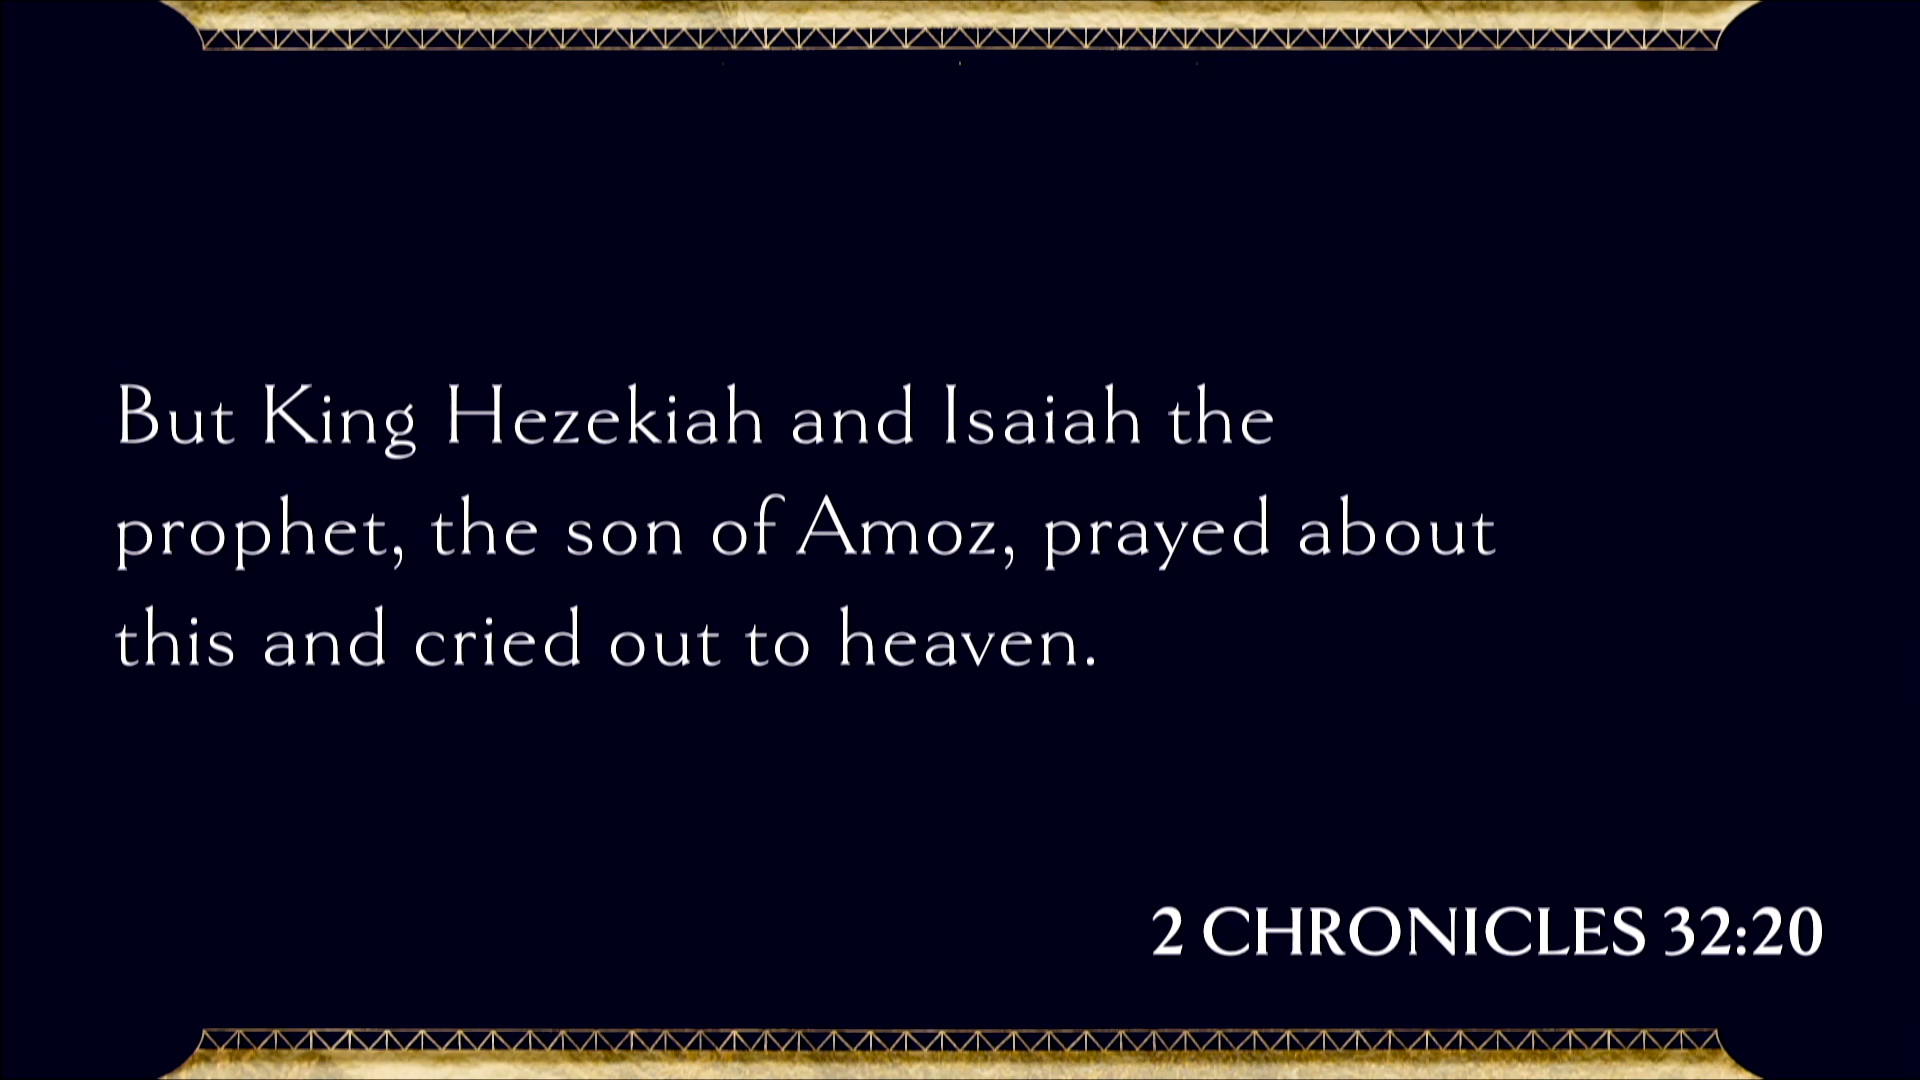 But King Hezekiah and Isaiah the
prophet, the son of Amoz, prayed about
this and cried out to heaven.
2 CHRONICLES 32:20